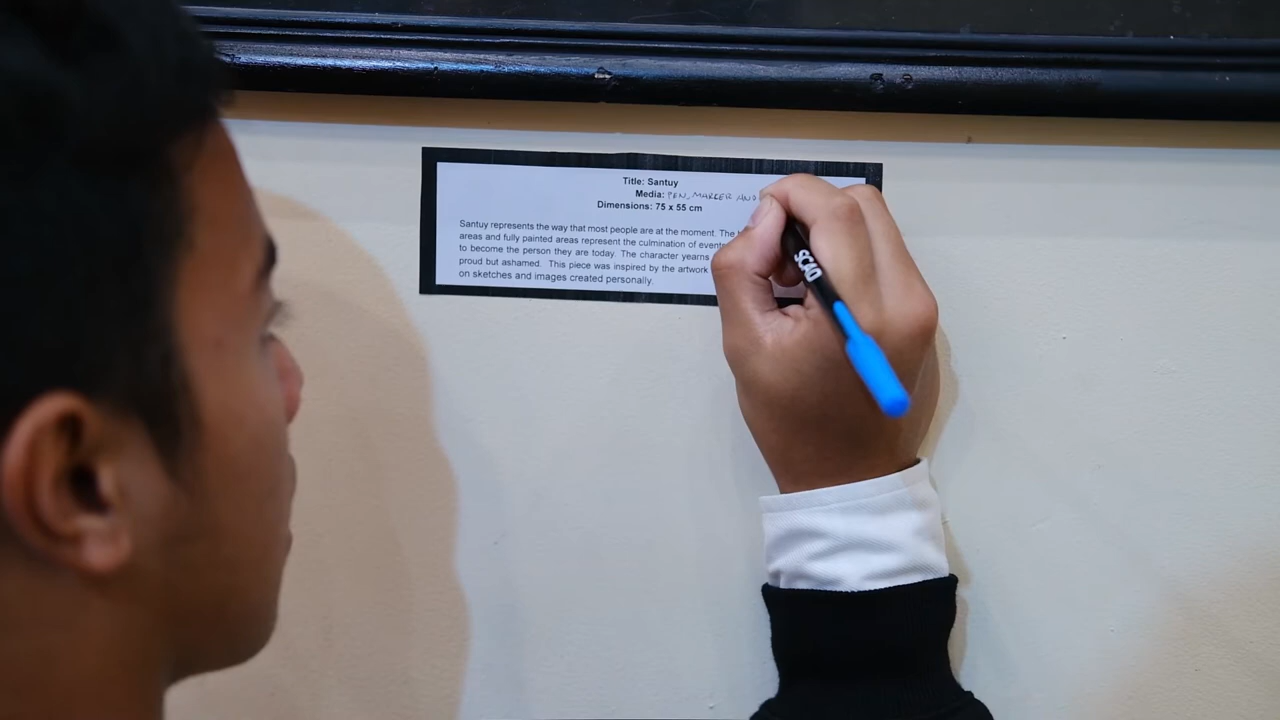 Title: Santuy
Media: PEN, MARKER AND
Dimensions: 75 x 55 cm
Santuy represents the way that most people are at the moment. The
areas and fully painted areas represent the culmination of events
to become the person they are today. The character yearns
proud but ashamed. This piece was inspired by the artwork
on sketches and images created personally.
SCAD